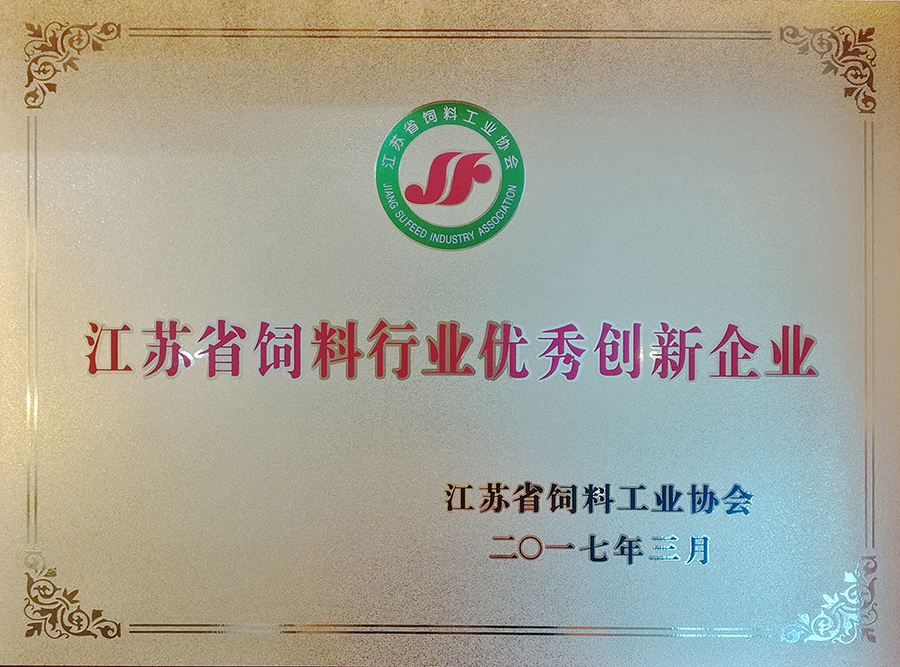 江苏省饲料工业协会
JIANG SU FEED INDUSTRY ASSOCIATION
江苏省饲料行业优秀创新企业
江苏省饲料工业协会
二〇一七年三月